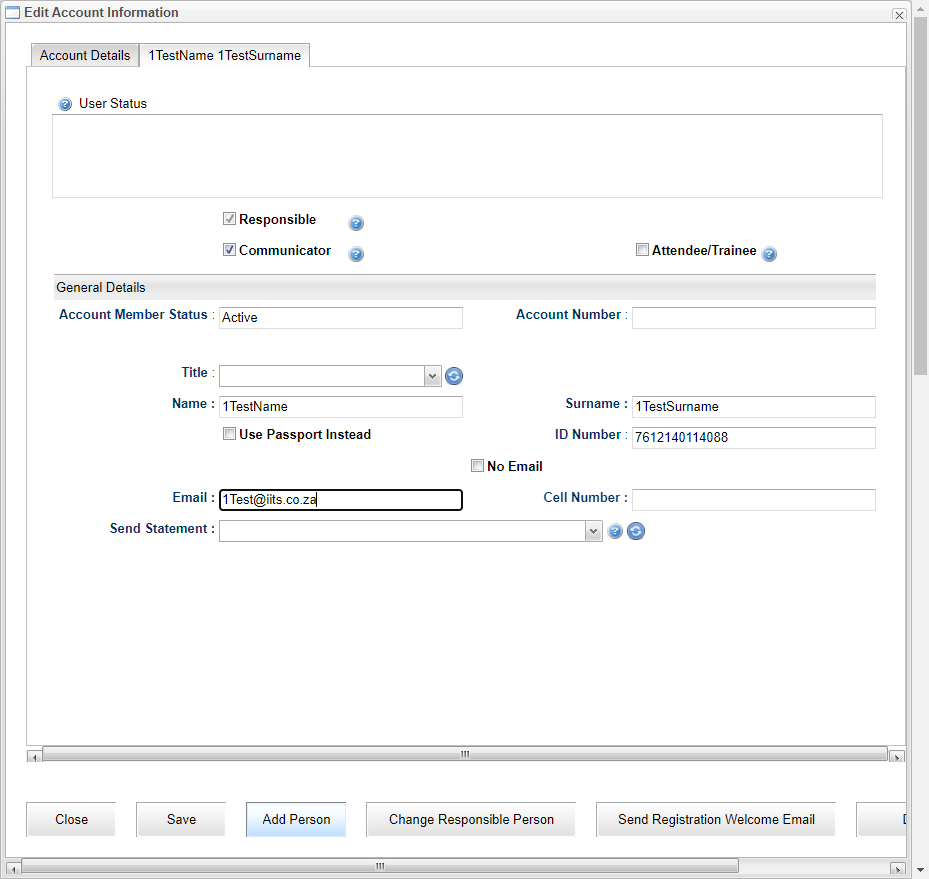 Edit Account Information
Account Details 1TestName 1TestSurname
User Status
Responsible
Communicator Attendee/Trainee
General Details
Account Member Status : Active Account Number :
Title :
Name : 1TestName Surname : 1TestSurname
Use Passport Instead ID Number : 7612140114088
No Email
Email : 1Test@iits.co.za Cell Number :
Send Statement :
Close Save Add Person Change Responsible Person Send Registration Welcome Email